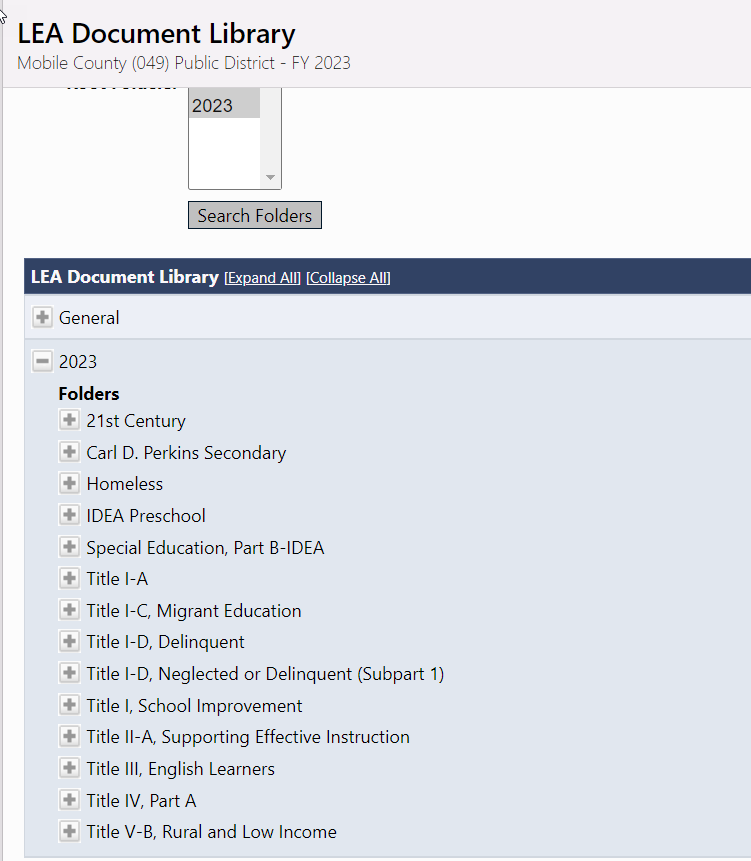 LEA Document Library
Mobile County (049) Public District - FY 2023
2023
Search Folders
LEA Document Library [Expand All] [Collapse All]
General
2023
Folders
21st Century
Carl D. Perkins Secondary
Homeless
IDEA Preschool
Special Education, Part B-IDEA
Title I-A
Title I-C, Migrant Education
Title I-D, Delinquent
Title I-D, Neglected or Delinquent (Subpart 1)
Title I, School Improvement
Title II-A, Supporting Effective Instruction
Title III, English Learners
Title IV, Part A
Title V-B, Rural and Low Income